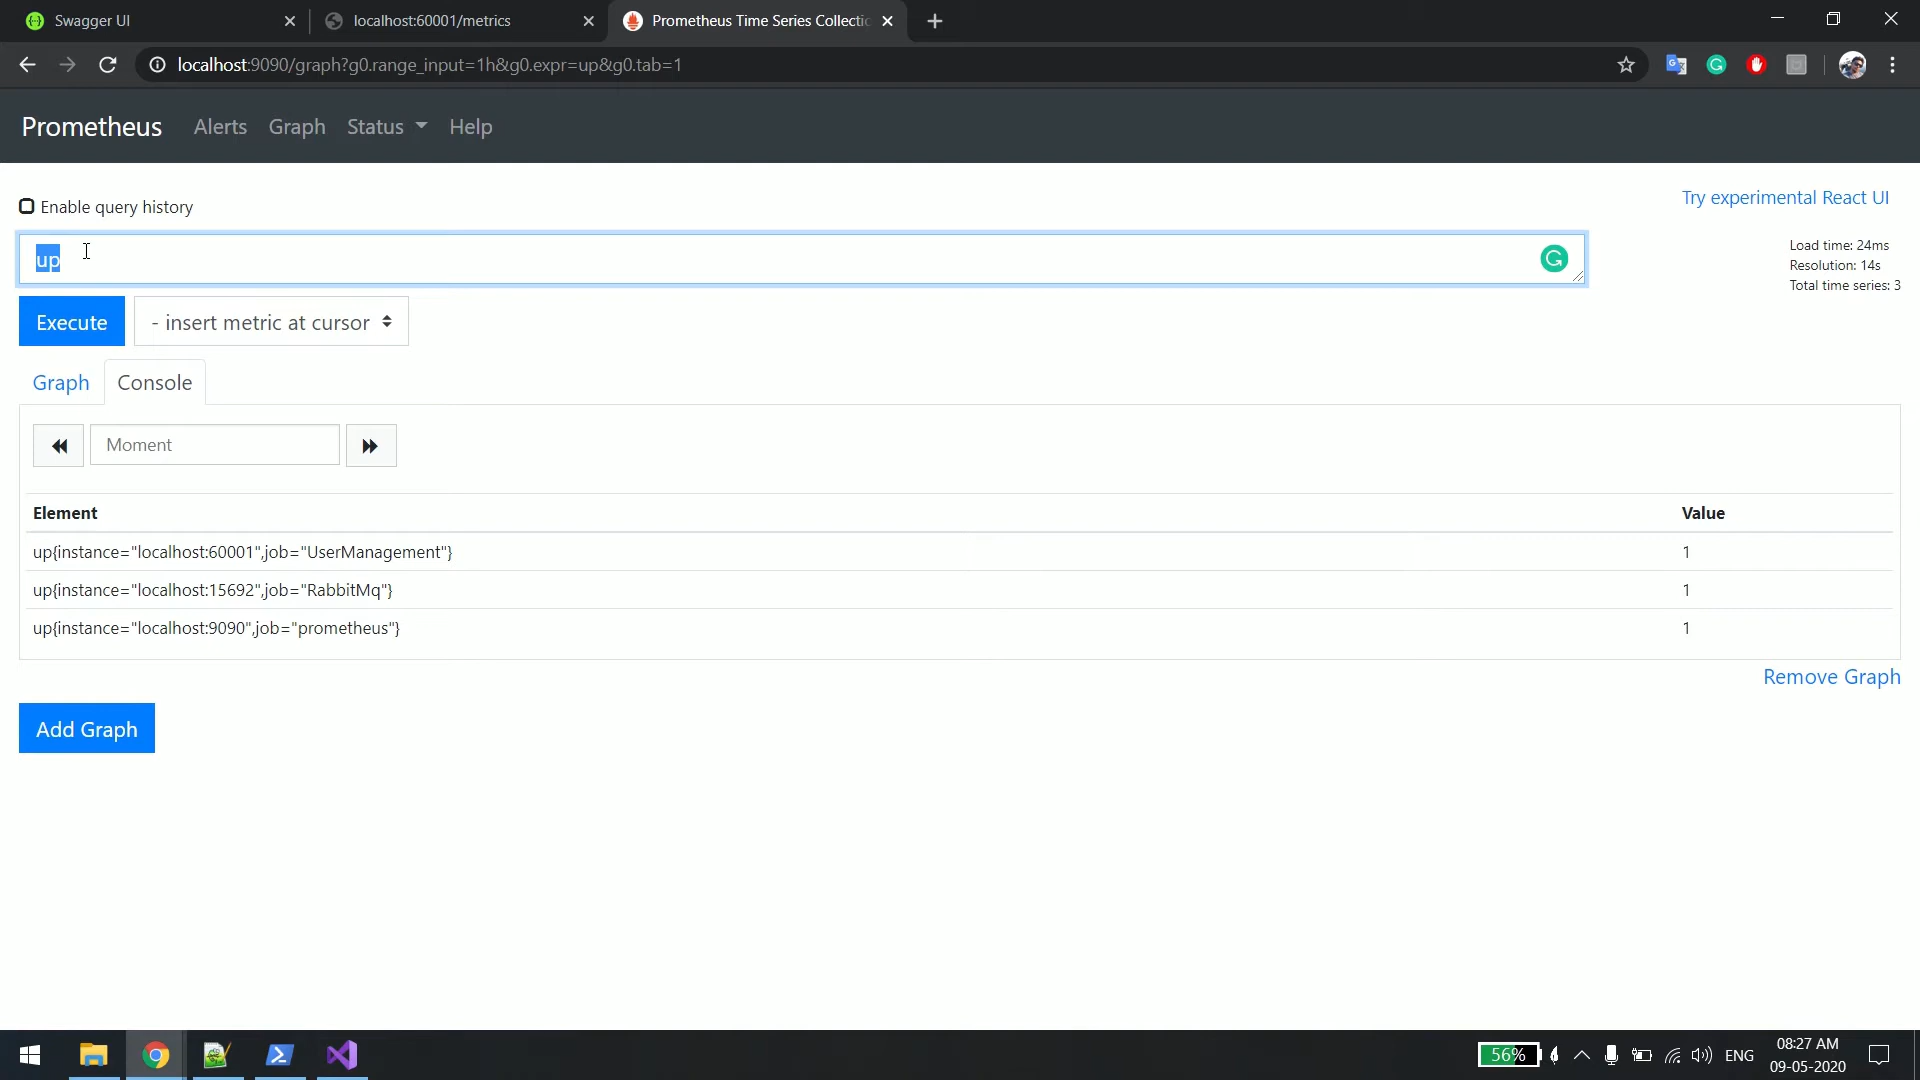 Swagger UI
localhost:60001/metrics
Prometheus Time Series Collectio
localhost:9090/graph?g0.range_input=1h&g0.expr=up&g0.tab=1
Prometheus Alerts Graph Status Help
Enable query history
Try experimental React UI
up
Load time: 24ms
Resolution: 14s
Total time series: 3
Execute
- insert metric at cursor
Graph Console
Moment
Element Value
up{instance="localhost:60001",job="UserManagement"} 1
up{instance="localhost:15692",job="RabbitMq"} 1
up{instance="localhost:9090",job="prometheus"} 1
Remove Graph
Add Graph
56%
ENG
08:27 AM
09-05-2020